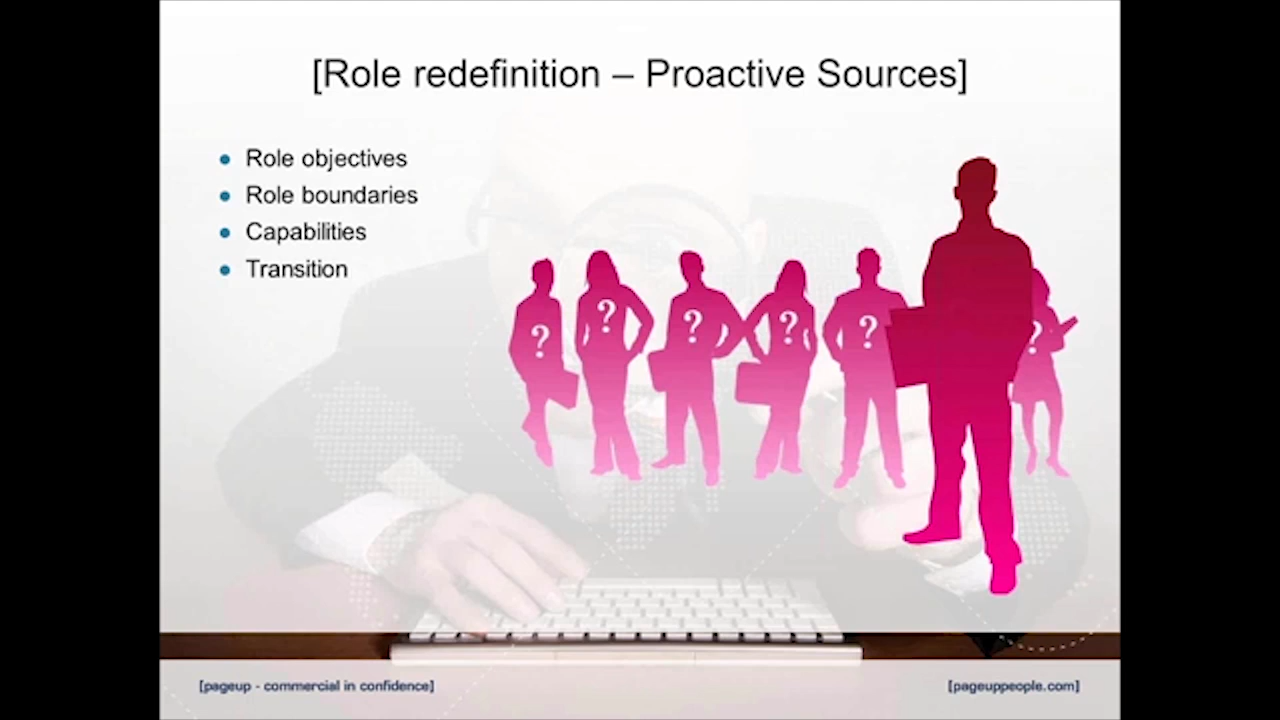 [Role redefinition – Proactive Sources]
Role objectives
Role boundaries
Capabilities
Transition
? ? ? ? ? ?
[pageup - commercial in confidence]
[pageuppeople.com]